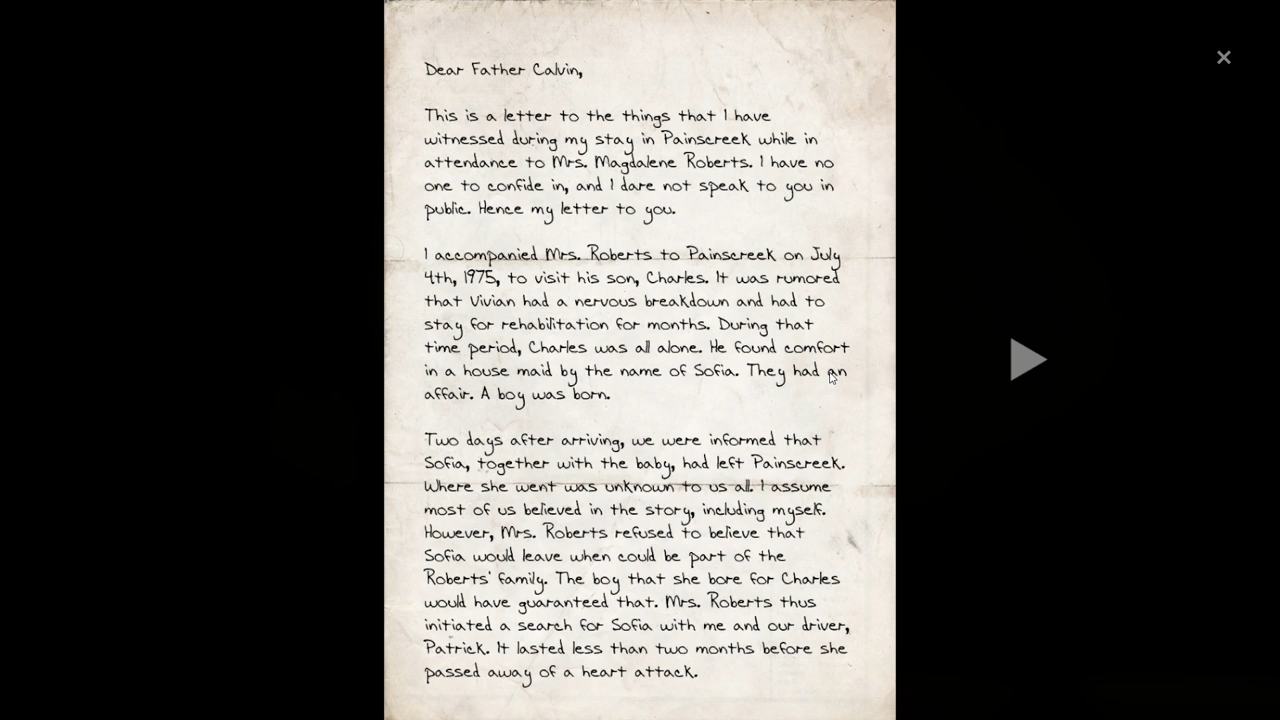 Dear Father Calvin,
This is a letter to the things that I have
witnessed during my stay in Painscreek while in
attendance to Mrs. Magdalene Roberts. I have no
one to confide in, and I dare not speak to you in
public. Hence my letter to you.
I accompanied Mrs. Roberts to Painscreek on July
4th, 1975, to visit his son, Charles. It was rumored
that Vivian had a nervous breakdown and had to
stay for rehabilitation for months. During that
time period, Charles was all alone. He found comfort
in a house maid by the name of Sofia. They had an
affair. A boy was born.
Two days after arriving, we were informed that
Sofia, together with the baby, had left Painscreek.
Where she went was unknown to us all. I assume
most of us believed in the story, including myself.
However, Mrs. Roberts refused to believe that
Sofia would leave when could be part of the
Roberts' family. The boy that she bore for Charles
would have guaranteed that. Mrs. Roberts thus
initiated a search for Sofia with me and our driver,
Patrick. It lasted less than two months before she
passed away of a heart attack.